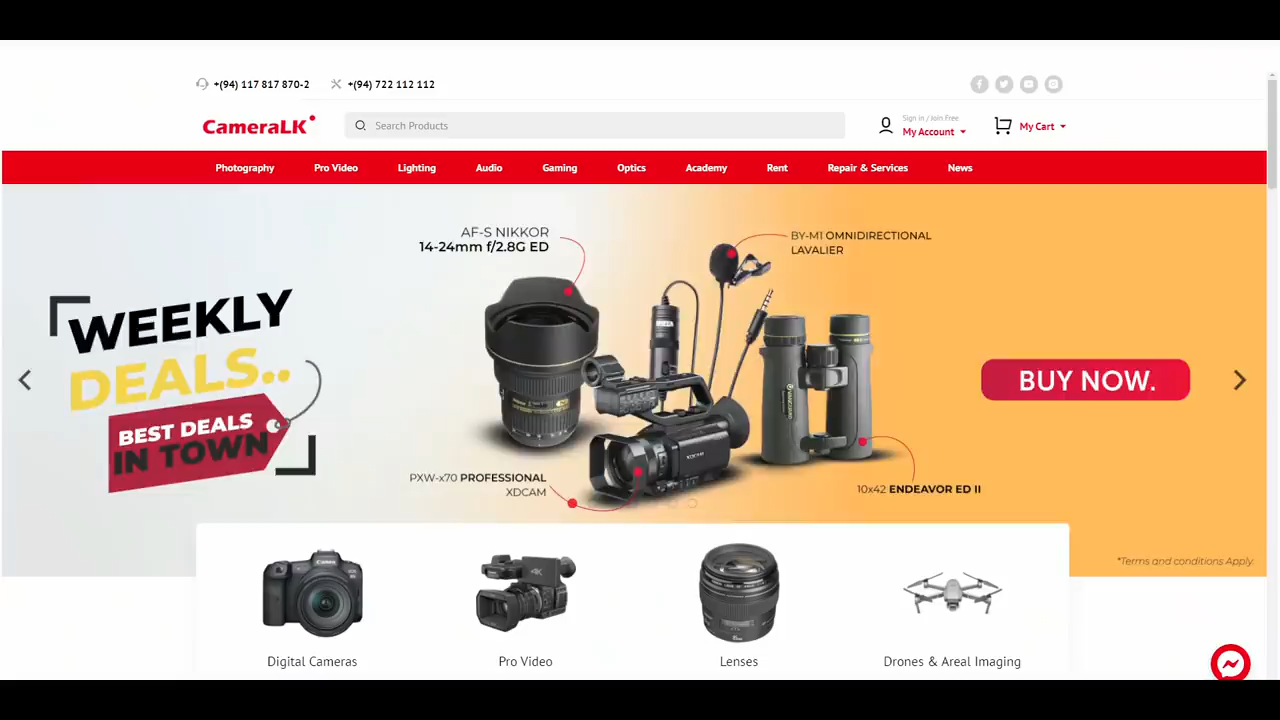 +(94) 117 817 870-2
+(94) 722 112 112
CameraLK
Search Products
Sign in / Join Free
My Account
My Cart
Photography
Pro Video
Lighting
Audio
Gaming
Optics
Academy
Rent
Repair & Services
News
AF-S NIKKOR
14-24mm f/2.8G ED
BY-M1 OMNIDIRECTIONAL
LAVALIER
WEEKLY
DEALS..
BEST DEALS
IN TOWN
BUY NOW.
PXW-x70 PROFESSIONAL
XDCAM
10x42 ENDEAVOR ED II
*Terms and conditions Apply.
4K
Digital Cameras
Pro Video
Lenses
Drones & Areal Imaging